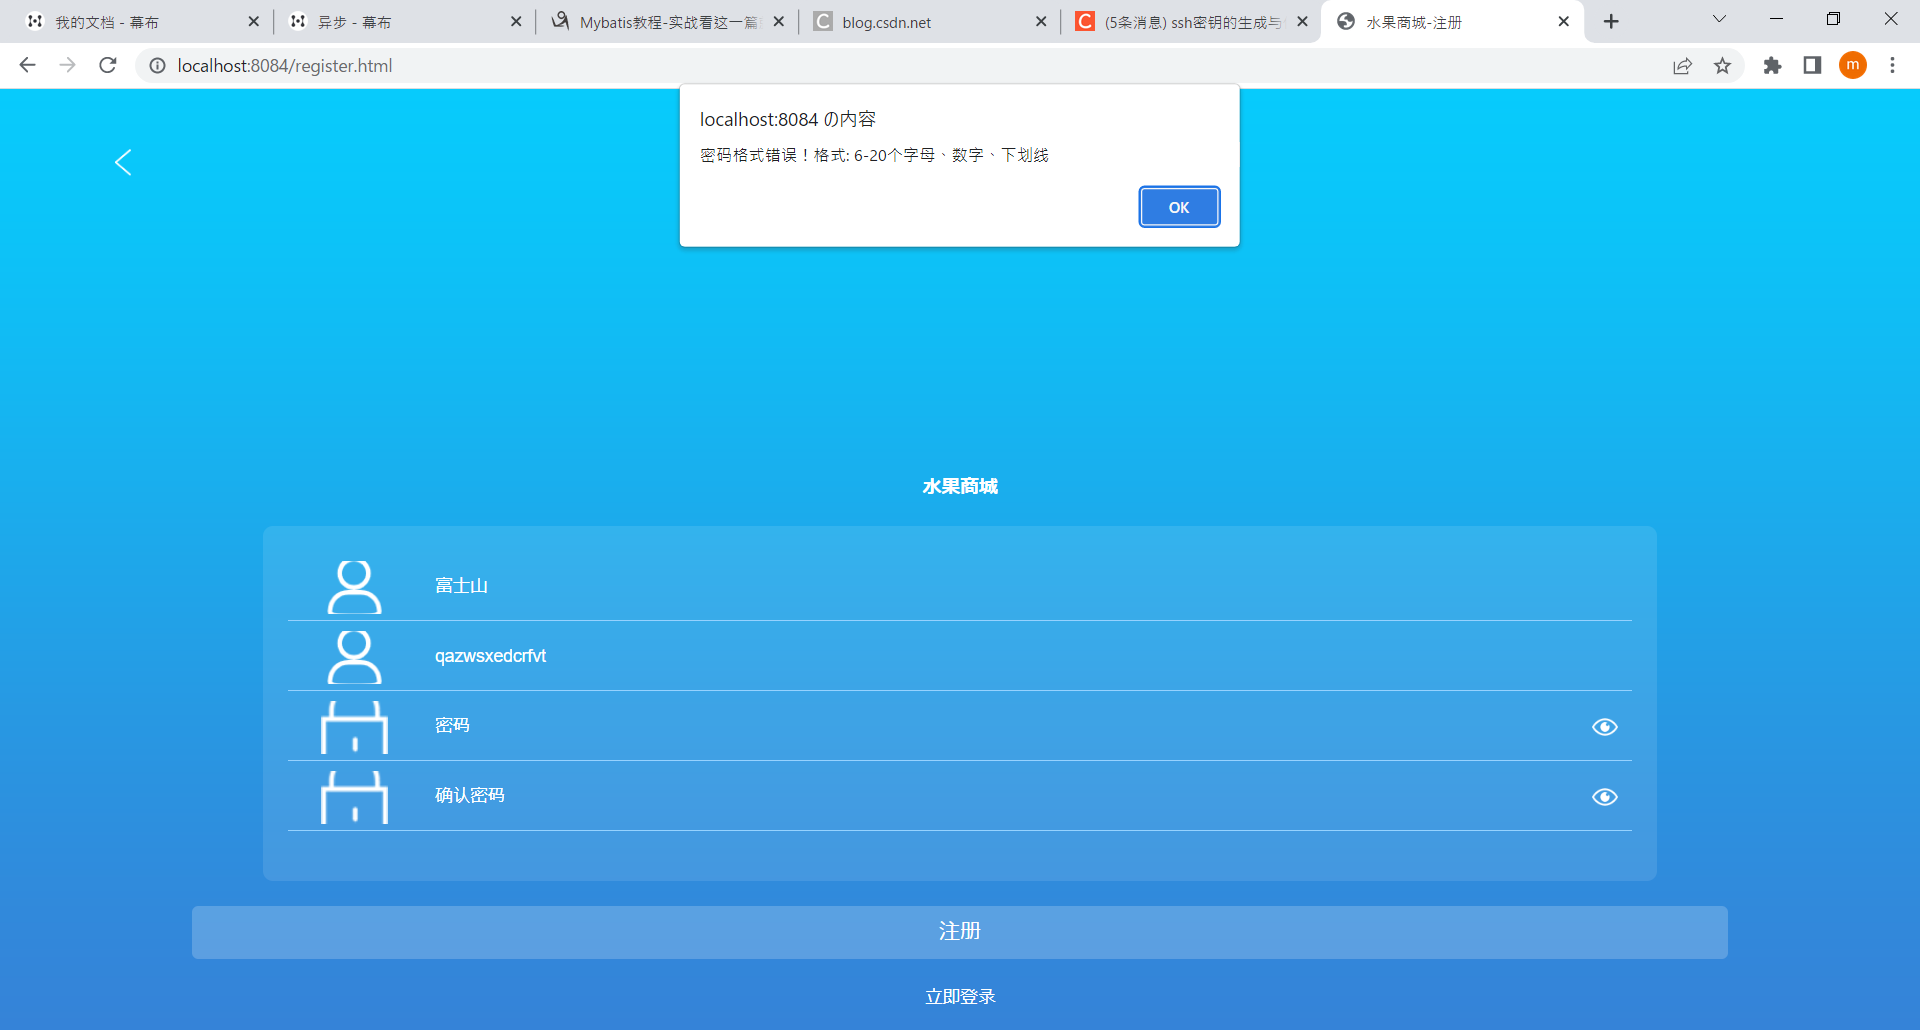 我的文档 - 幕布
异步 - 幕布
Mybatis教程-实战看这一篇
blog.csdn.net
(5条消息) ssh密钥的生成与
水果商城-注册
localhost:8084/register.html
m
localhost:8084 の内容
密码格式错误！格式: 6-20个字母、数字、下划线
OK
水果商城
富士山
qazwsxedcrfvt
密码
确认密码
注册
立即登录